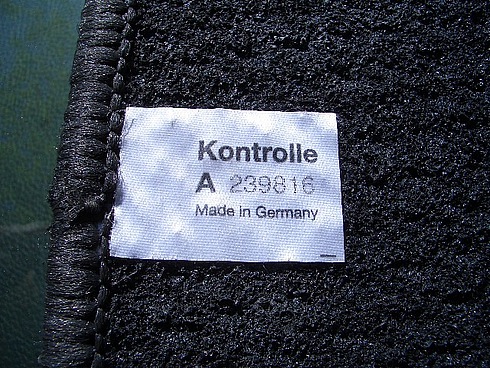 Kontrolle
A 239816
Made in Germany